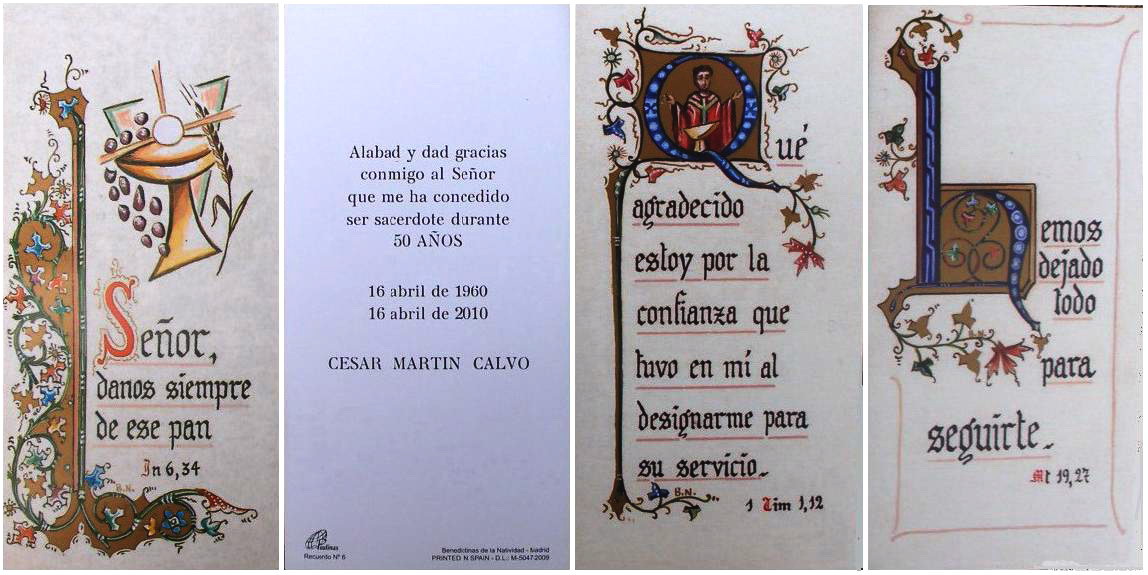 Señor,
danos siempre
de ese pan
Jn 6,34
B.N.
Alabad y dad gracias
conmigo al Señor
que me ha concedido
ser sacerdote durante
50 AÑOS
16 abril de 1960
16 abril de 2010
CESAR MARTIN CALVO
Paulinas
Recuerdo Nº 6
Benedictinas de la Natividad - Madrid
PRINTED IN SPAIN - D.L.: M-5047-2009
Qué
agradecido
estoy por la
confianza que
tuvo en mí al
designarme para
su servicio.
B.N.
1 Tim 1,12
Hemos
dejado
todo
para
seguirte.
Mt 19,27